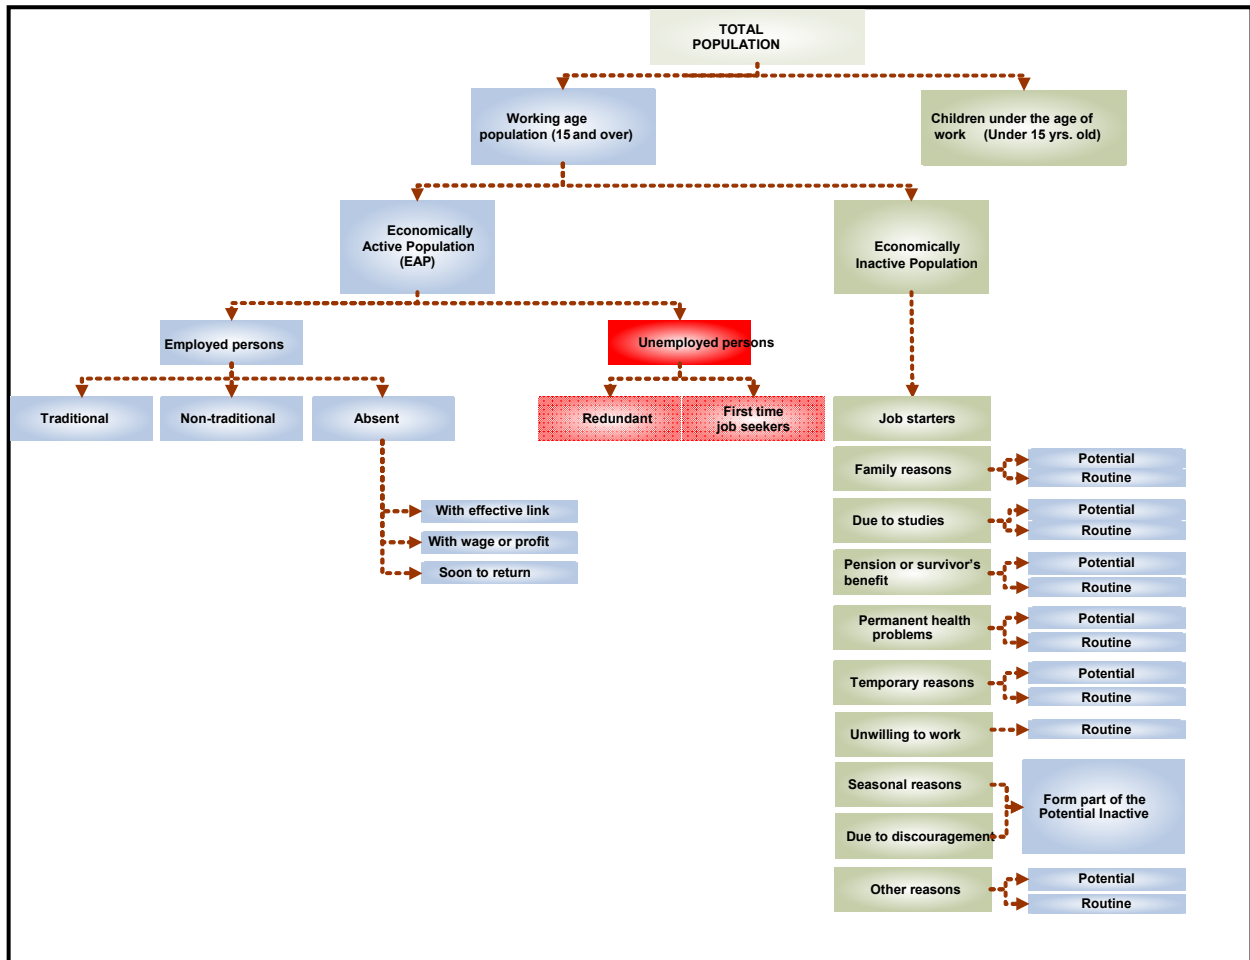 TOTAL
POPULATION
Working age
population (15 and over)
Children under the age of
work (Under 15 yrs. old)
Economically
Active Population
(EAP)
Economically
Inactive Population
Employed persons
Unemployed persons
Traditional
Non-traditional
Absent
Redundant
First time
job seekers
Job starters
With effective link
With wage or profit
Soon to return
Family reasons
Potential
Routine
Due to studies
Potential
Routine
Pension or survivor's
benefit
Potential
Routine
Permanent health
problems
Potential
Routine
Temporary reasons
Potential
Routine
Unwilling to work
Routine
Seasonal reasons
Due to discouragement
Form part of the
Potential Inactive
Other reasons
Potential
Routine